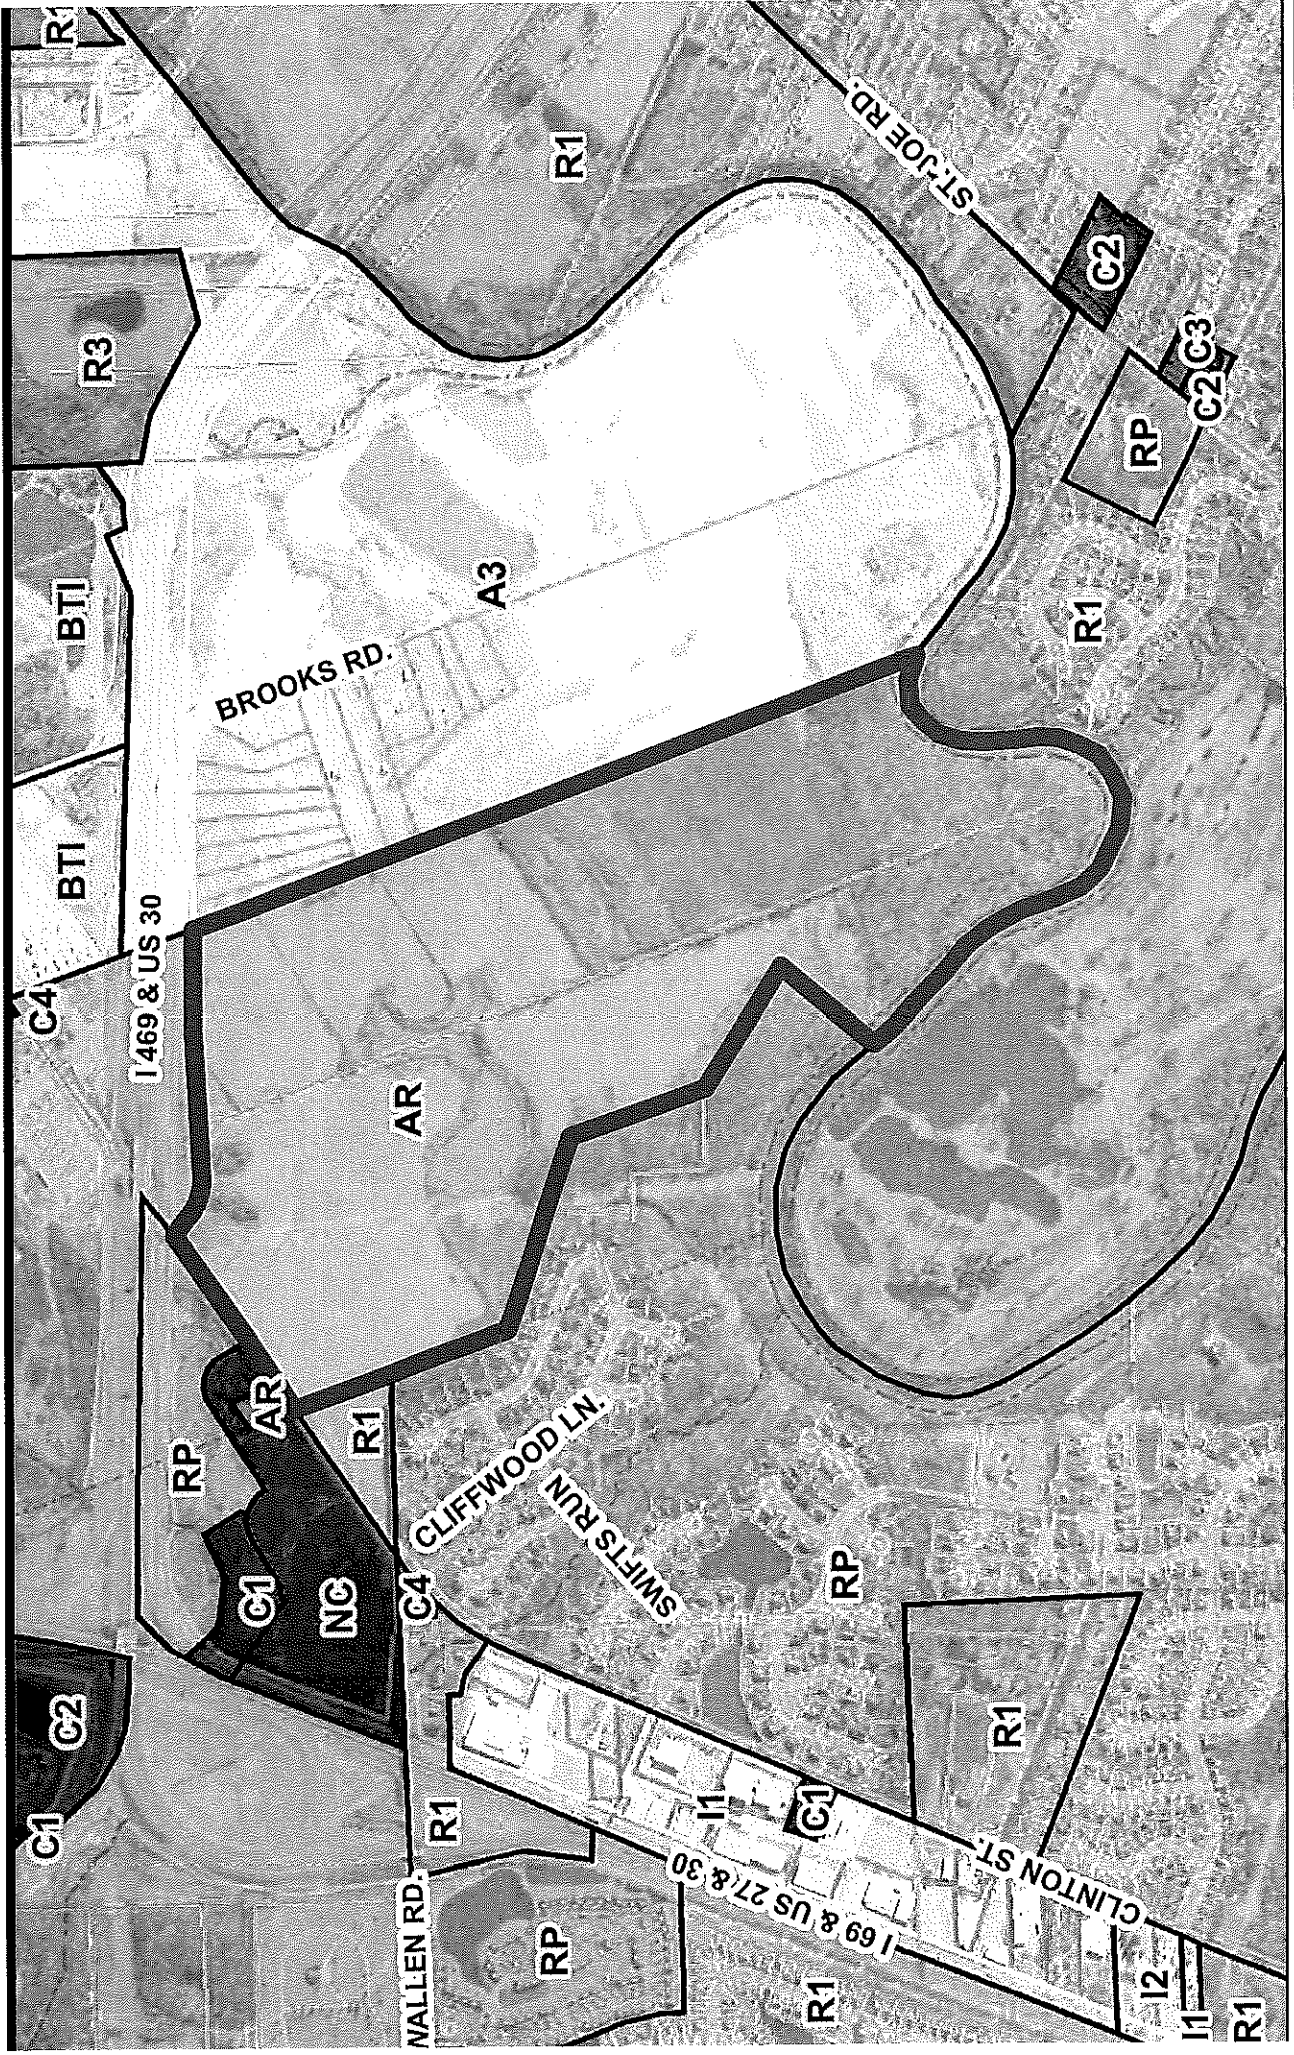 R1
R3
BTI
BTI
C4
C2
C1
I 469 & US 30
BROOKS RD.
A3
R1
ST. JOE RD.
C2
C3
C2
RP
R1
AR
AR
RP
C1
NC
R1
C4
CLIFFWOOD LN.
SWIFTS RUN
RP
R1
WALLEN RD.
R1
I1
C1
I 69 & US 27 & 30
CLINTON ST.
RP
R1
I2
I1
R1